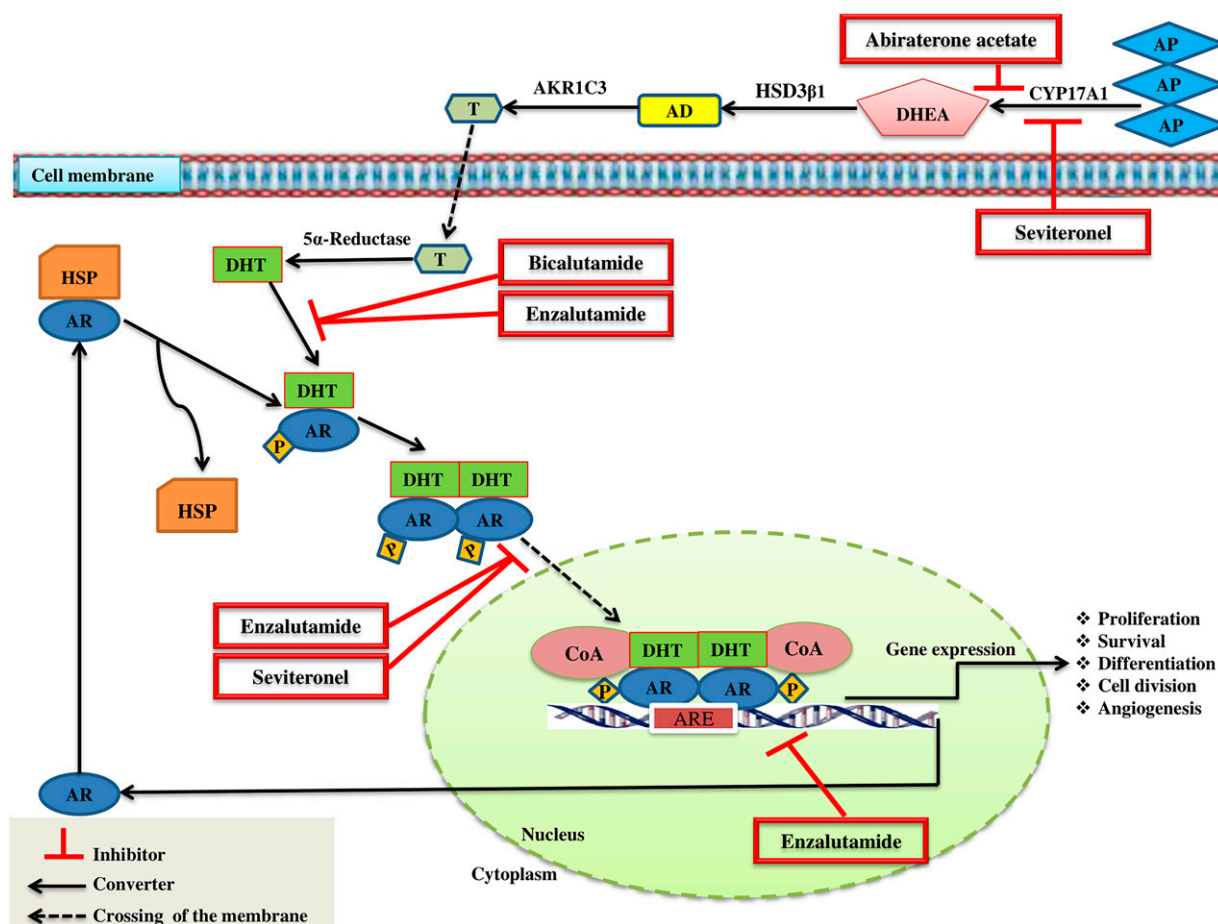 Abiraterone acetate
AP
AP
AP
CYP17A1
DHEA
HSD3β1
AD
AKR1C3
T
Cell membrane
Seviteronel
5α-Reductase
T
DHT
Bicalutamide
Enzalutamide
HSP
AR
DHT
AR
P
HSP
DHT DHT
AR AR
P P
Enzalutamide
Seviteronel
CoA DHT DHT CoA
P AR AR P
ARE
Gene expression
❖ Proliferation
❖ Survival
❖ Differentiation
❖ Cell division
❖ Angiogenesis
AR
Enzalutamide
Nucleus
Cytoplasm
Inhibitor
Converter
Crossing of the membrane